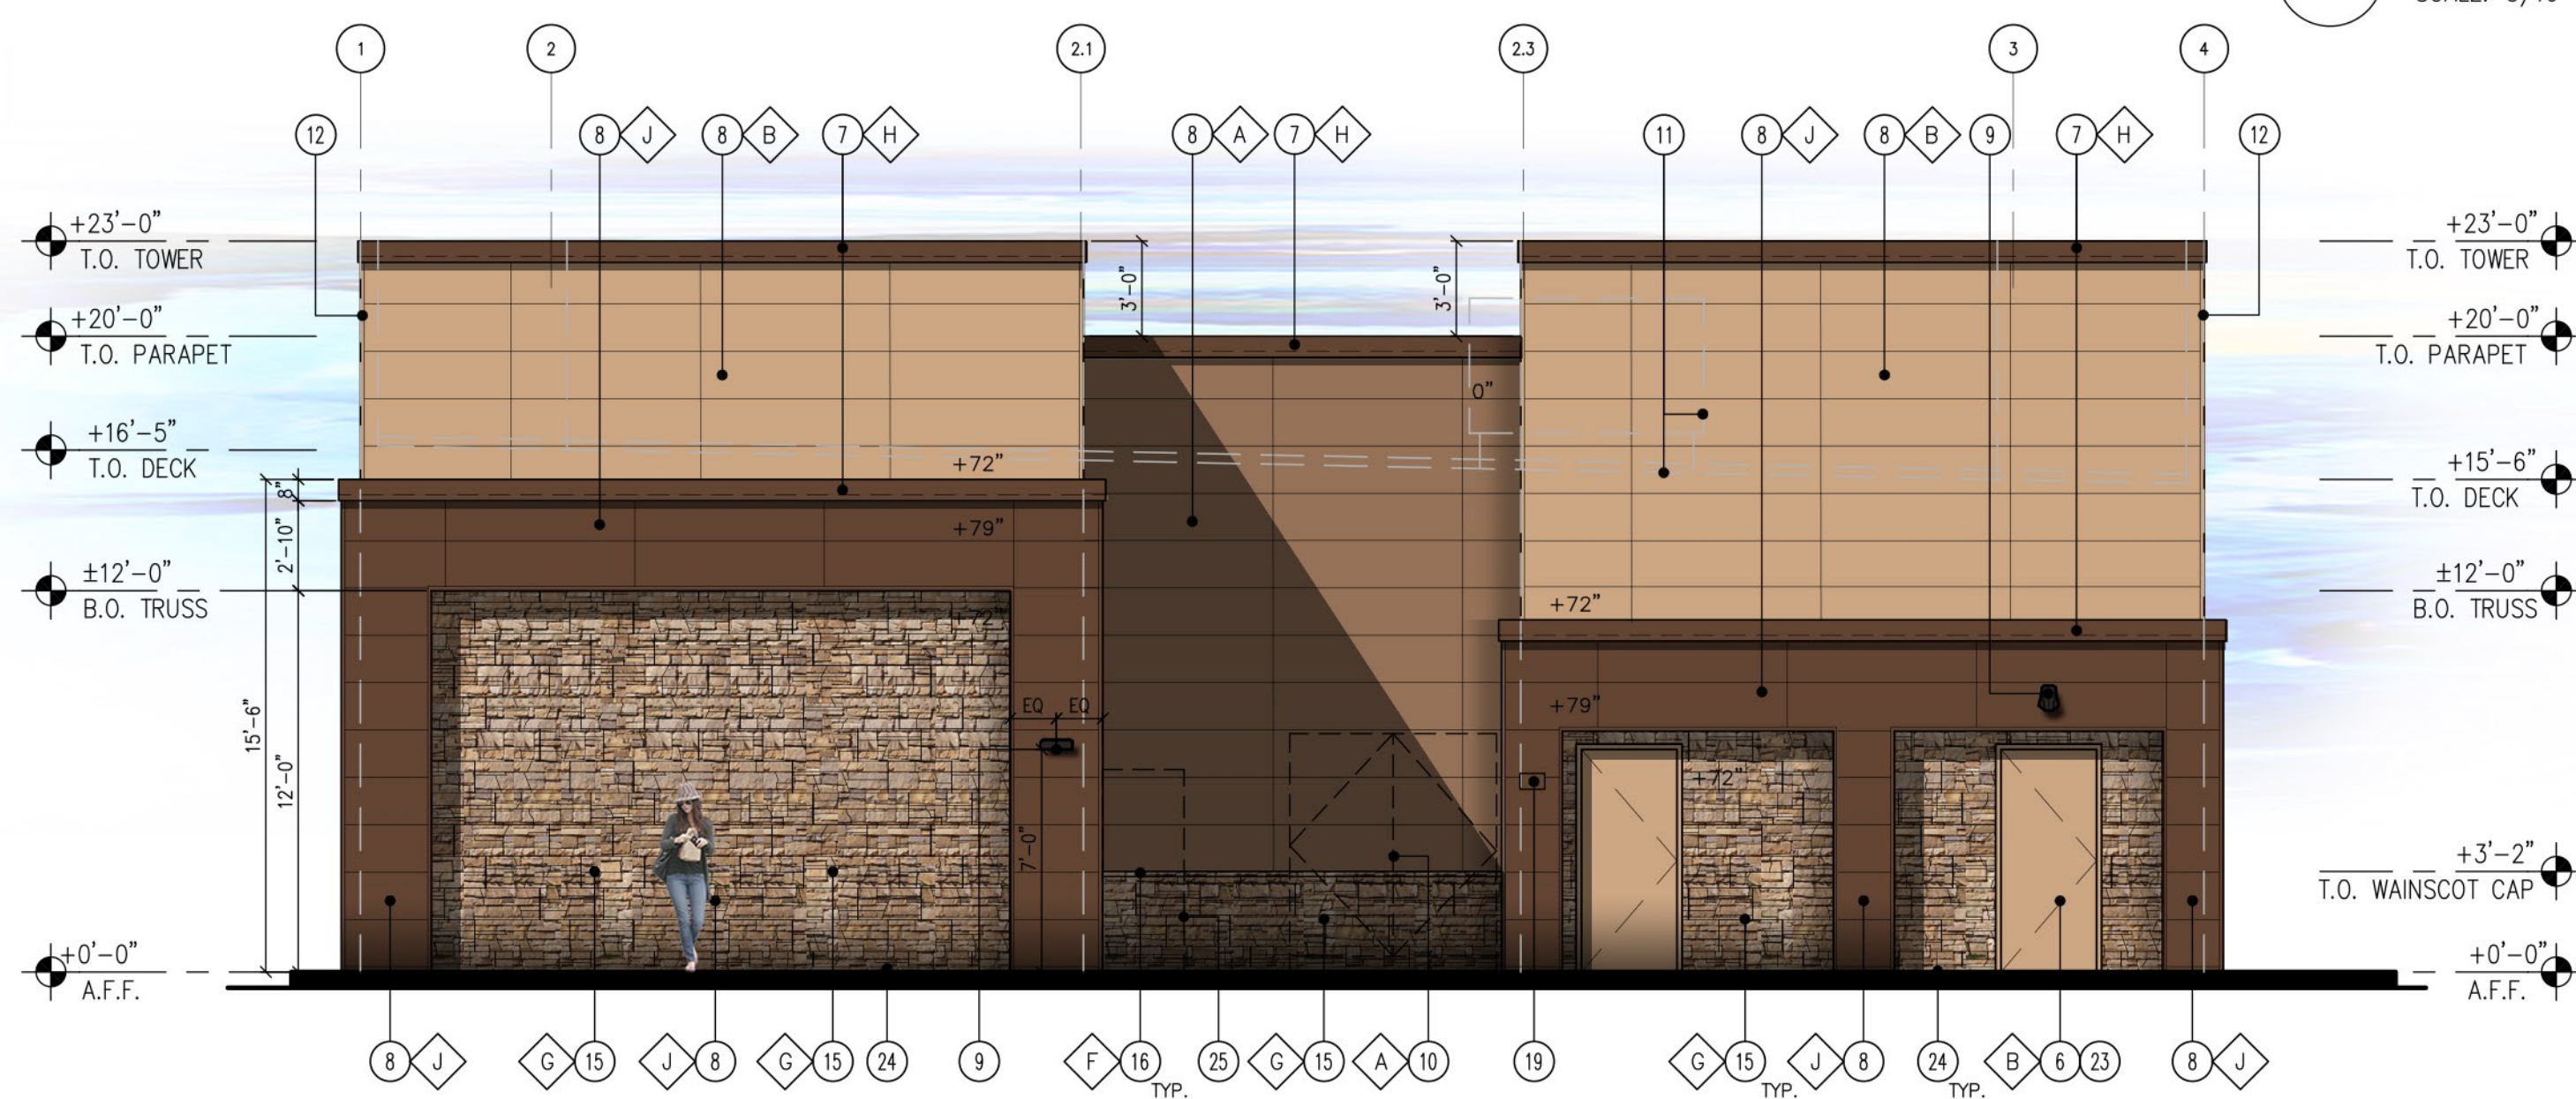 1 2 2.1 2.3 3 4
12 8 J 8 B 7 H 8 A 7 H 11 8 J 8 B 9 7 H 12
+23'-0"
T.O. TOWER
+20'-0"
T.O. PARAPET
+16'-5"
T.O. DECK
±12'-0"
B.O. TRUSS
+0'-0"
A.F.F.
8"
2'-10"
15'-6"
12'-0"
3'-0"
3'-0"
0"
+72"
+79"
+72"
EQ EQ
7'-0"
+72"
+79"
+72"
+23'-0"
T.O. TOWER
+20'-0"
T.O. PARAPET
+15'-6"
T.O. DECK
±12'-0"
B.O. TRUSS
+3'-2"
T.O. WAINSCOT CAP
+0'-0"
A.F.F.
8 J G 15 J 8 G 15 24 9 F 16 25 G 15 A 10 19 G 15 J 8 24 B 6 23 8 J
TYP. TYP. TYP.